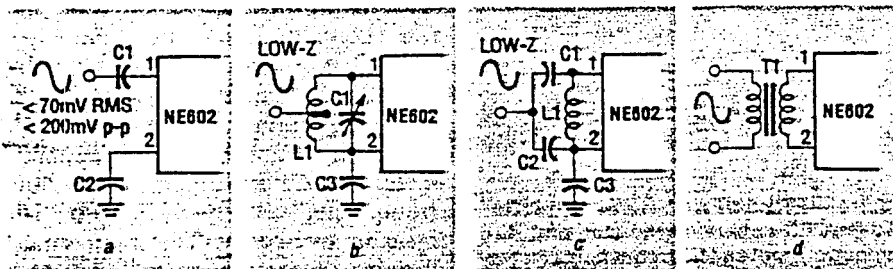 C1
1
< 70mV RMS
< 200mV p-p
NE602
2
C2
a
LOW-Z
1
C1
NE602
2
L1
C3
b
LOW-Z
C1
1
L1
NE602
C2
2
C3
c
T1
1
NE602
2
d